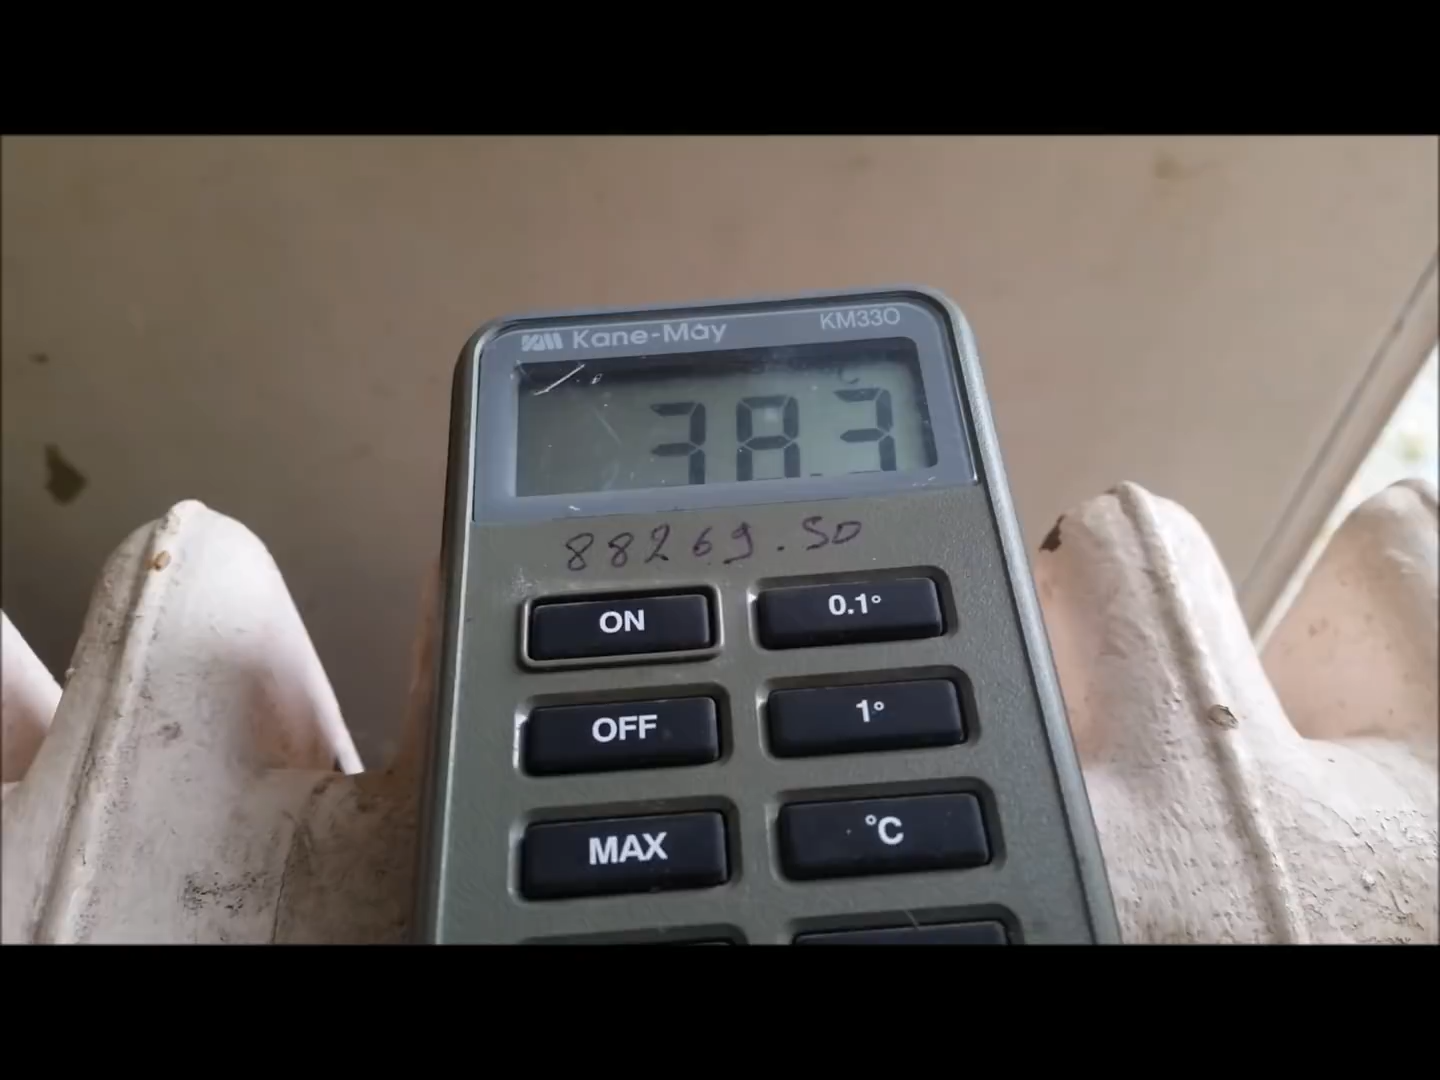 Kane-May KM330
°C
38.3
88269.50
ON 0.1°
OFF 1°
MAX °C